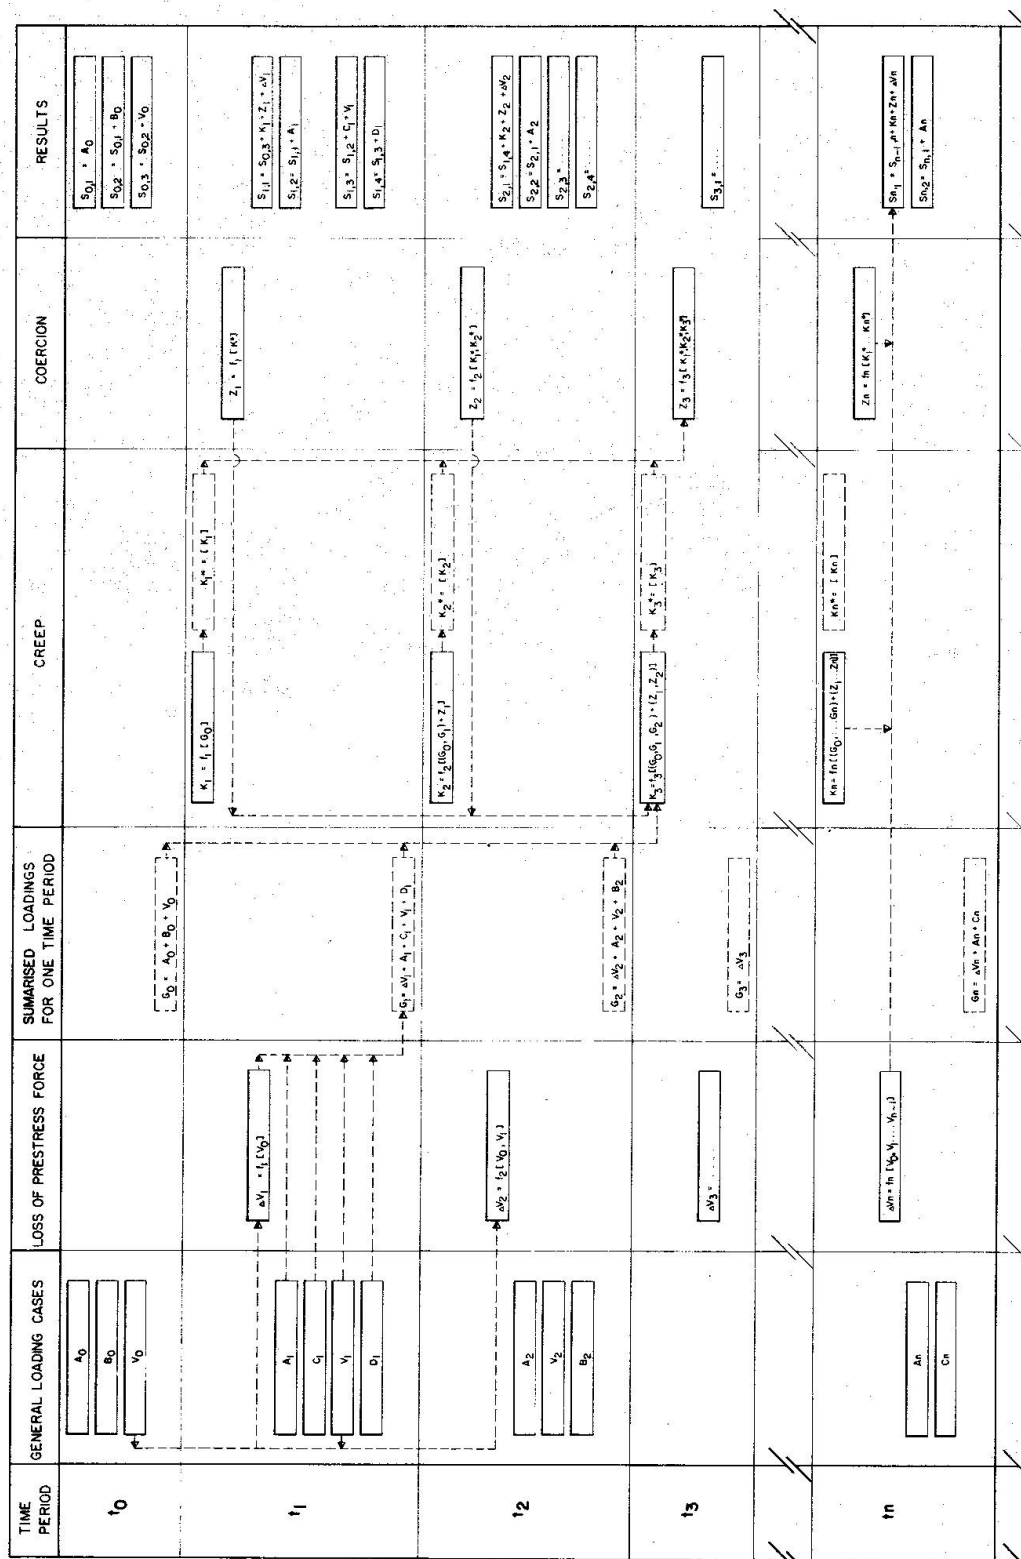 TIME
PERIOD
GENERAL LOADING CASES
LOSS OF PRESTRESS FORCE
SUMARISED LOADINGS
FOR ONE TIME PERIOD
CREEP
COERCION
RESULTS
t0
A0
B0
V0
G0 = A0 + B0 + V0
S0,1 = A0
S0,2 = S0,1 + B0
S0,3 = S0,2 + V0
t1
A1
C1
V1
D1
ΔV1 = f1 [V0]
G1 = ΔV1 + A1 + C1 + V1 + D1
K1 = f1 [G0]
K1* = [K1]
Z1 = f1 [K*]
S1,1 = S0,3 + K1 + Z1 + ΔV1
S1,2 = S1,1 + A1
S1,3 = S1,2 + C1 + V1
S1,4 = S1,3 + D1
t2
A2
V2
B2
ΔV2 = f2 [V0, V1]
G2 = ΔV2 + A2 + V2 + B2
K2 = f2 [(G0, G1) + Z1]
K2* = [K2]
Z2 = f2 [K1*, K2*]
S2,1 = S1,4 + K2 + Z2 + ΔV2
S2,2 = S2,1 + A2
S2,3 =
S2,4 =
t3
ΔV3 = ......
G3 = ΔV3
K3 = f3 [(G0, G1, G2) + (Z1, Z2)]
K3* = [K3]
Z3 = f3 [K1*, K2*, K3*]
S3,1 = ......
tn
An
Cn
ΔVn = fn [V0, V1 ... Vn-1]
Gn = ΔVn + An + Cn
Kn = fn [(G0, ... Gn) + (Z1 ... Zn)]
Kn* = [Kn]
Zn = fn [K1* ... Kn*]
Sn,1 = Sn-1,n + Kn + Zn + ΔVn
Sn,2 = Sn,1 + An